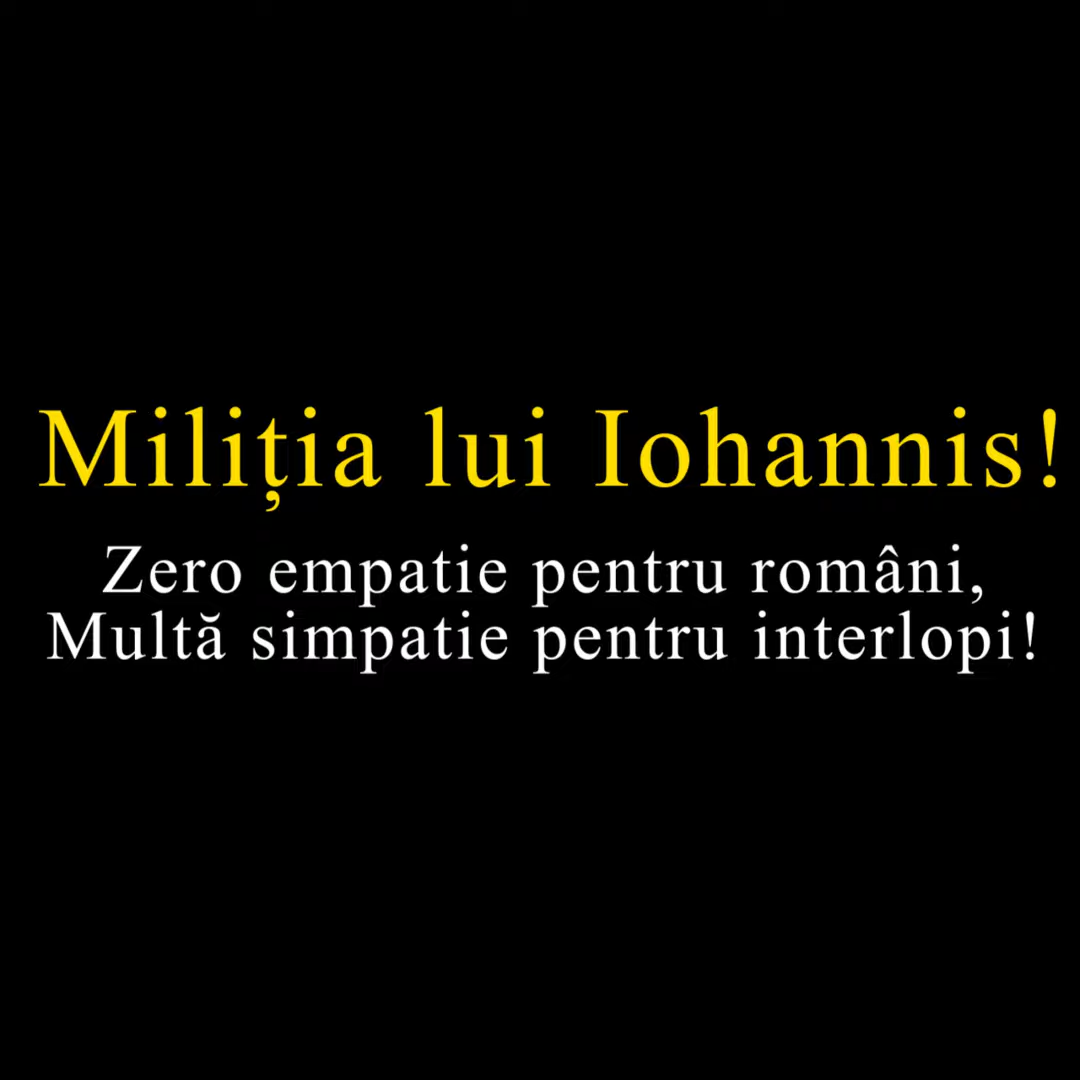 Miliția lui Iohannis!
Zero empatie pentru români,
Multă simpatie pentru interlopi!